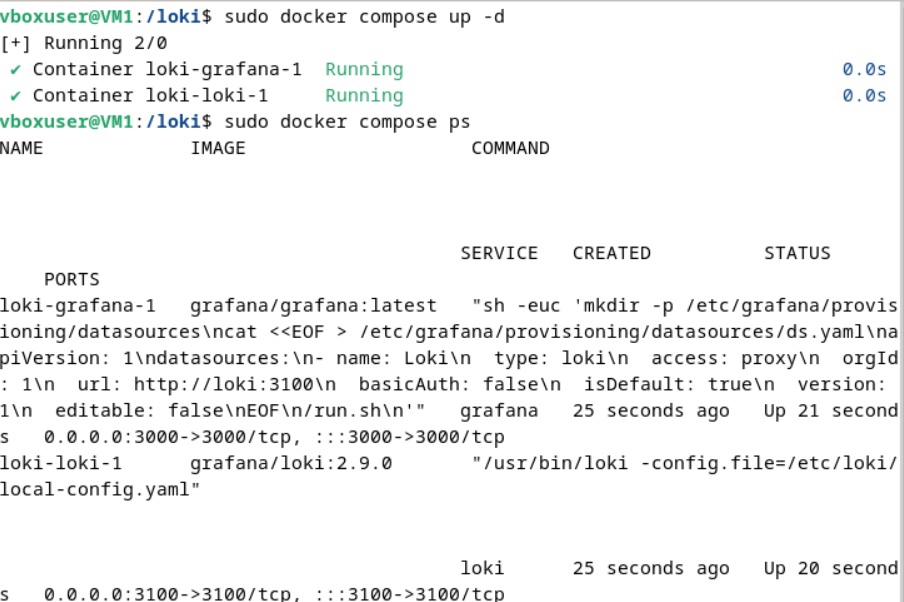 vboxuser@VM1:/loki$ sudo docker compose up -d
[+] Running 2/0
✔ Container loki-grafana-1  Running                                                0.0s
✔ Container loki-loki-1     Running                                                0.0s
vboxuser@VM1:/loki$ sudo docker compose ps
NAME             IMAGE                    COMMAND
SERVICE   CREATED          STATUS
PORTS
loki-grafana-1   grafana/grafana:latest   "sh -euc 'mkdir -p /etc/grafana/provis
ioning/datasources\ncat <<EOF > /etc/grafana/provisioning/datasources/ds.yaml\na
piVersion: 1\ndatasources:\n- name: Loki\n  type: loki\n  access: proxy\n  orgId
: 1\n  url: http://loki:3100\n  basicAuth: false\n  isDefault: true\n  version: 
1\n  editable: false\nEOF\n/run.sh\n'"   grafana   25 seconds ago   Up 21 second
s   0.0.0.0:3000->3000/tcp, :::3000->3000/tcp
loki-loki-1      grafana/loki:2.9.0       "/usr/bin/loki -config.file=/etc/loki/
local-config.yaml"
loki      25 seconds ago   Up 20 second
s   0.0.0.0:3100->3100/tcp, :::3100->3100/tcp